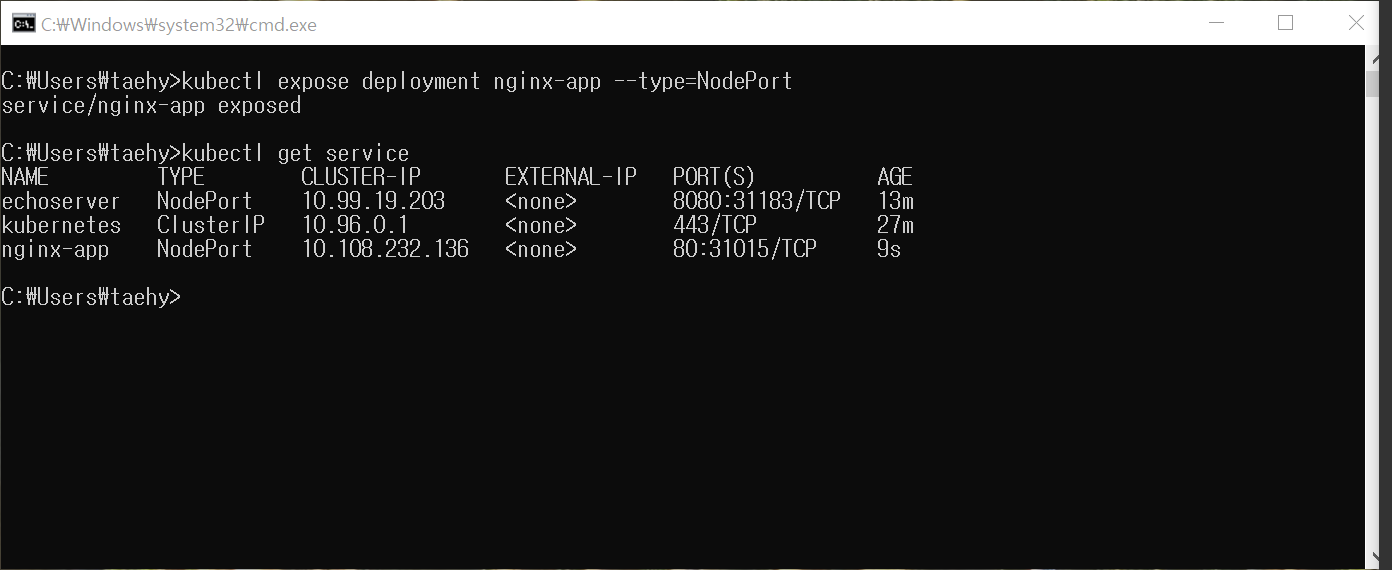 C:₩Windows₩system32₩cmd.exe
C:₩Users₩taehy>kubectl expose deployment nginx-app --type=NodePort
service/nginx-app exposed
C:₩Users₩taehy>kubectl get service
NAME TYPE CLUSTER-IP EXTERNAL-IP PORT(S) AGE
echoserver NodePort 10.99.19.203 <none> 8080:31183/TCP 13m
kubernetes ClusterIP 10.96.0.1 <none> 443/TCP 27m
nginx-app NodePort 10.108.232.136 <none> 80:31015/TCP 9s
C:₩Users₩taehy>